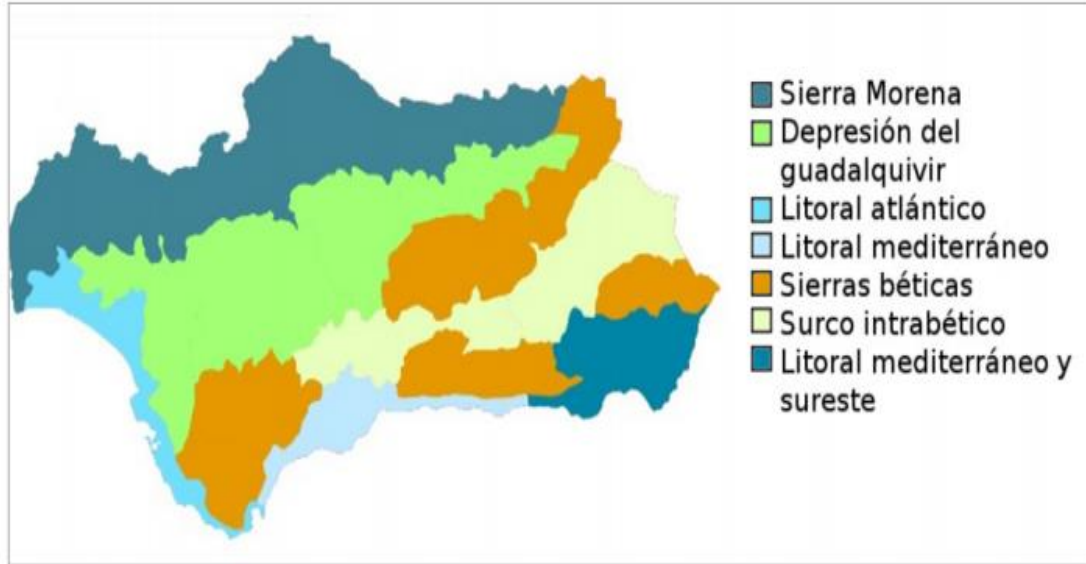 Sierra Morena
Depresión del
guadalquivir
Litoral atlántico
Litoral mediterráneo
Sierras béticas
Surco intrabético
Litoral mediterráneo y
sureste